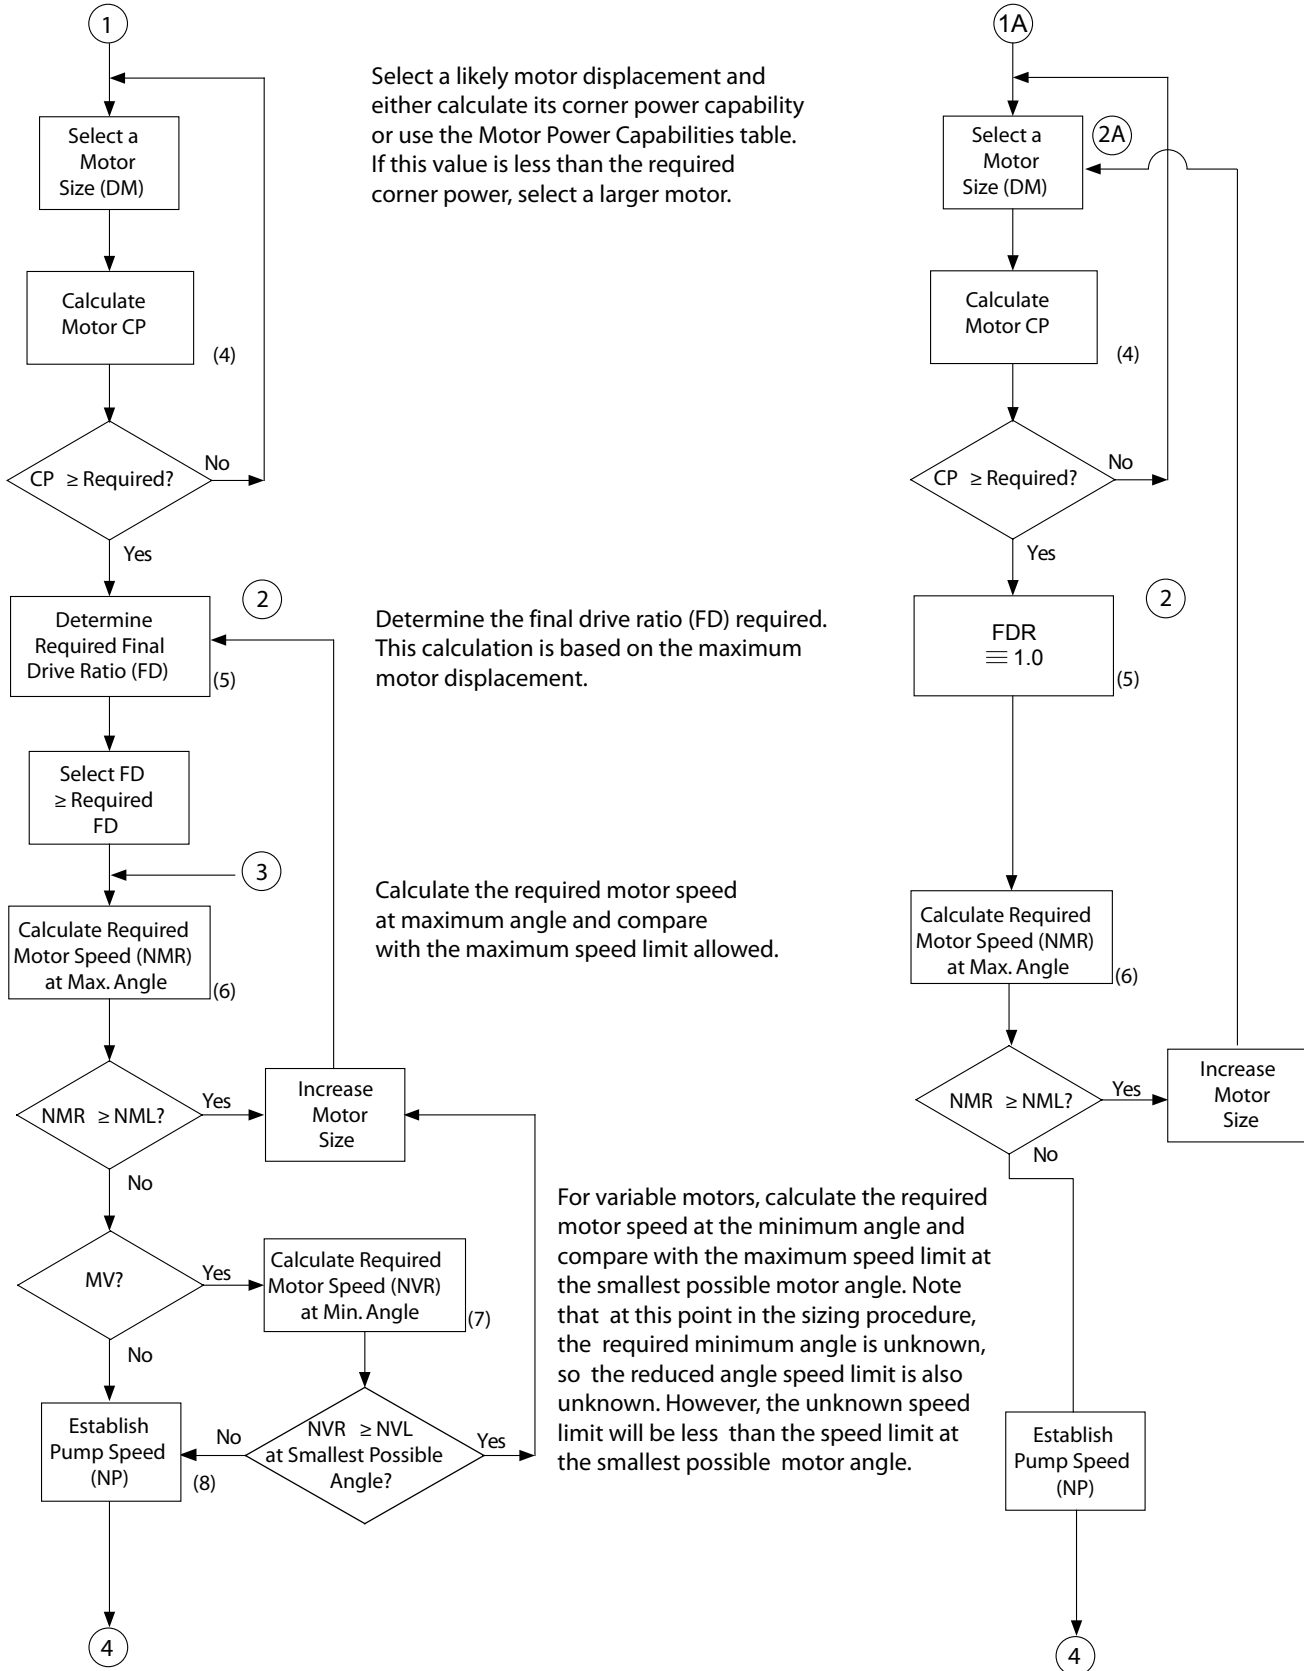 1
Select a
Motor
Size (DM)
Calculate
Motor CP
(4)
CP ≥ Required?
No
Yes
2
Determine
Required Final
Drive Ratio (FD)
(5)
Select FD
≥ Required
FD
3
Calculate Required
Motor Speed (NMR)
at Max. Angle
(6)
NMR ≥ NML?
Yes
Increase
Motor
Size
No
MV?
Yes
Calculate Required
Motor Speed (NVR)
at Min. Angle
(7)
No
NVR ≥ NVL
at Smallest Possible
Angle?
No
Yes
Establish
Pump Speed
(NP)
(8)
4
Select a likely motor displacement and
either calculate its corner power capability
or use the Motor Power Capabilities table.
If this value is less than the required
corner power, select a larger motor.
Determine the final drive ratio (FD) required.
This calculation is based on the maximum
motor displacement.
Calculate the required motor speed
at maximum angle and compare
with the maximum speed limit allowed.
For variable motors, calculate the required
motor speed at the minimum angle and
compare with the maximum speed limit at
the smallest possible motor angle. Note
that at this point in the sizing procedure,
the required minimum angle is unknown,
so the reduced angle speed limit is also
unknown. However, the unknown speed
limit will be less than the speed limit at
the smallest possible motor angle.
1A
Select a
Motor
Size (DM)
2A
Calculate
Motor CP
(4)
CP ≥ Required?
No
Yes
2
FDR
≡ 1.0
(5)
Calculate Required
Motor Speed (NMR)
at Max. Angle
(6)
NMR ≥ NML?
Yes
Increase
Motor
Size
No
Establish
Pump Speed
(NP)
4